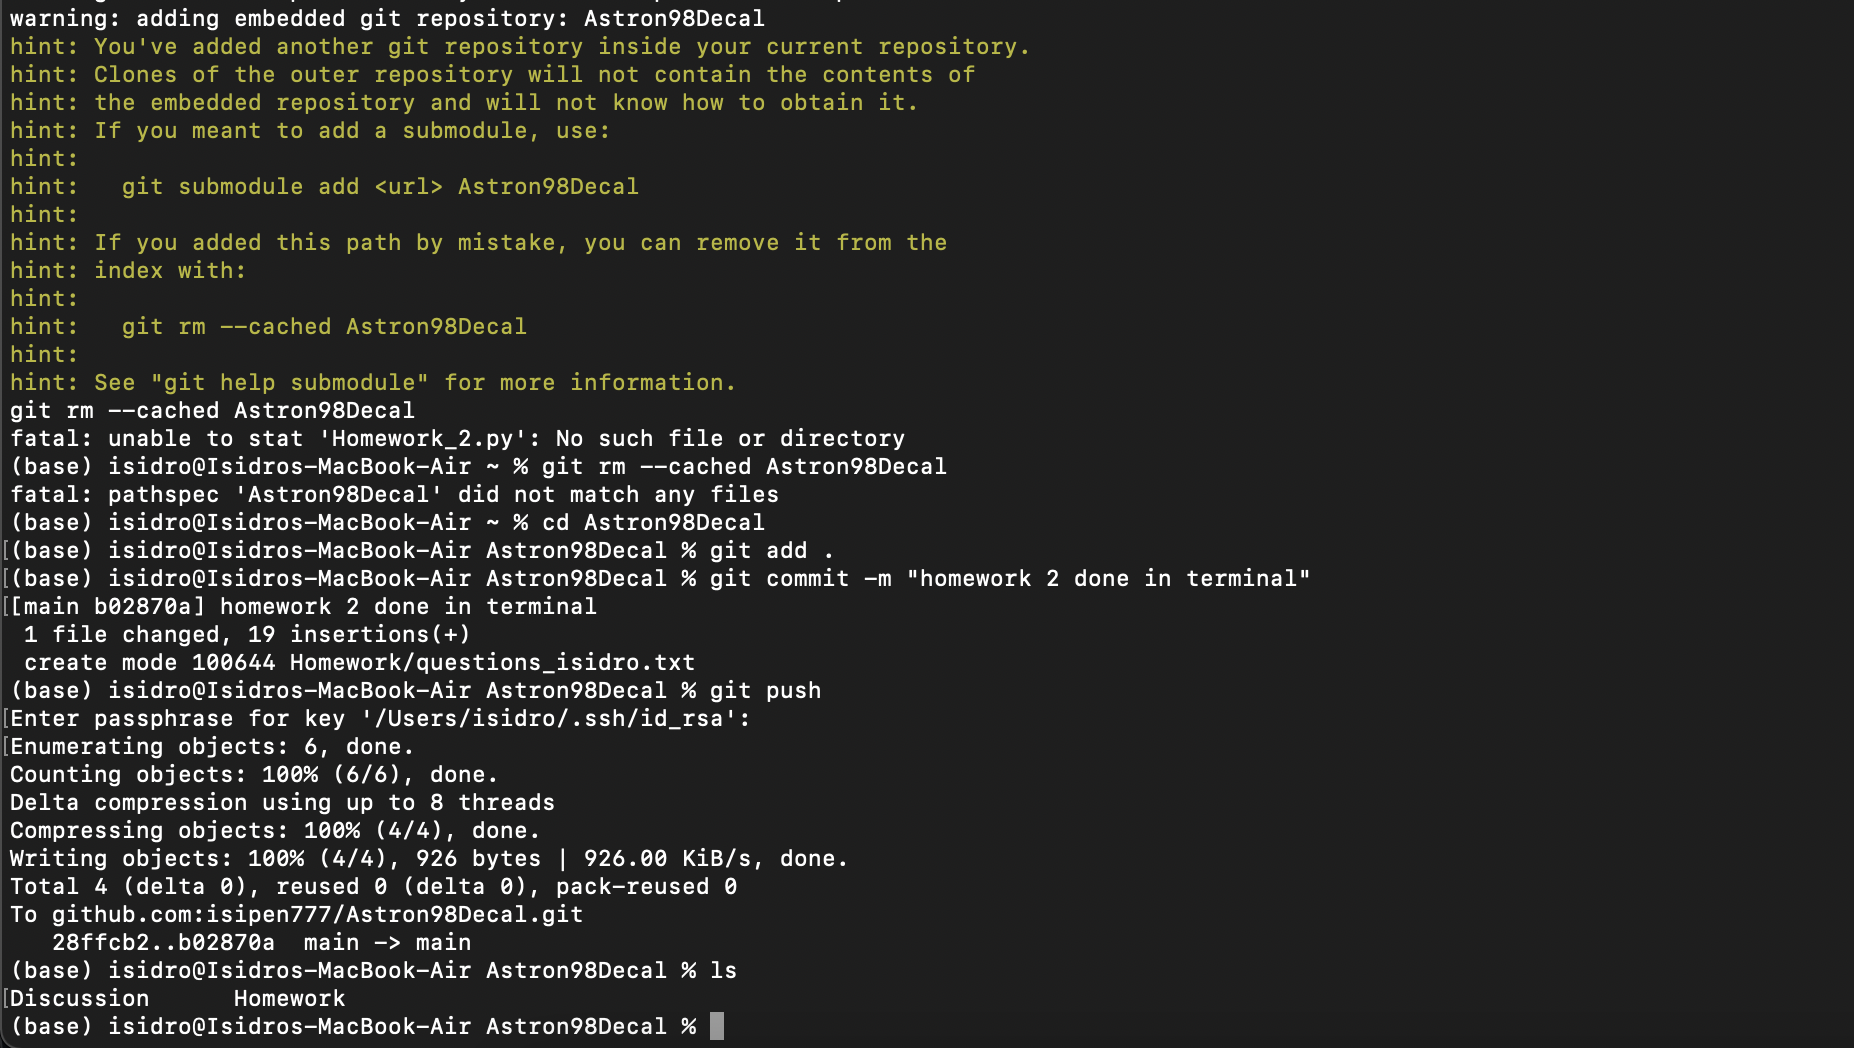 warning: adding embedded git repository: Astron98Decal
hint: You've added another git repository inside your current repository.
hint: Clones of the outer repository will not contain the contents of
hint: the embedded repository and will not know how to obtain it.
hint: If you meant to add a submodule, use:
hint:
hint:   git submodule add <url> Astron98Decal
hint:
hint: If you added this path by mistake, you can remove it from the
hint: index with:
hint:
hint:   git rm --cached Astron98Decal
hint:
hint: See "git help submodule" for more information.
git rm --cached Astron98Decal
fatal: unable to stat 'Homework_2.py': No such file or directory
(base) isidro@Isidros-MacBook-Air ~ % git rm --cached Astron98Decal
fatal: pathspec 'Astron98Decal' did not match any files
(base) isidro@Isidros-MacBook-Air ~ % cd Astron98Decal
[(base) isidro@Isidros-MacBook-Air Astron98Decal % git add .
[(base) isidro@Isidros-MacBook-Air Astron98Decal % git commit -m "homework 2 done in terminal"
[[main b02870a] homework 2 done in terminal
 1 file changed, 19 insertions(+)
 create mode 100644 Homework/questions_isidro.txt
(base) isidro@Isidros-MacBook-Air Astron98Decal % git push
[Enter passphrase for key '/Users/isidro/.ssh/id_rsa':
[Enumerating objects: 6, done.
Counting objects: 100% (6/6), done.
Delta compression using up to 8 threads
Compressing objects: 100% (4/4), done.
Writing objects: 100% (4/4), 926 bytes | 926.00 KiB/s, done.
Total 4 (delta 0), reused 0 (delta 0), pack-reused 0
To github.com:isipen777/Astron98Decal.git
   28ffcb2..b02870a  main -> main
(base) isidro@Isidros-MacBook-Air Astron98Decal % ls
[Discussion      Homework
(base) isidro@Isidros-MacBook-Air Astron98Decal %